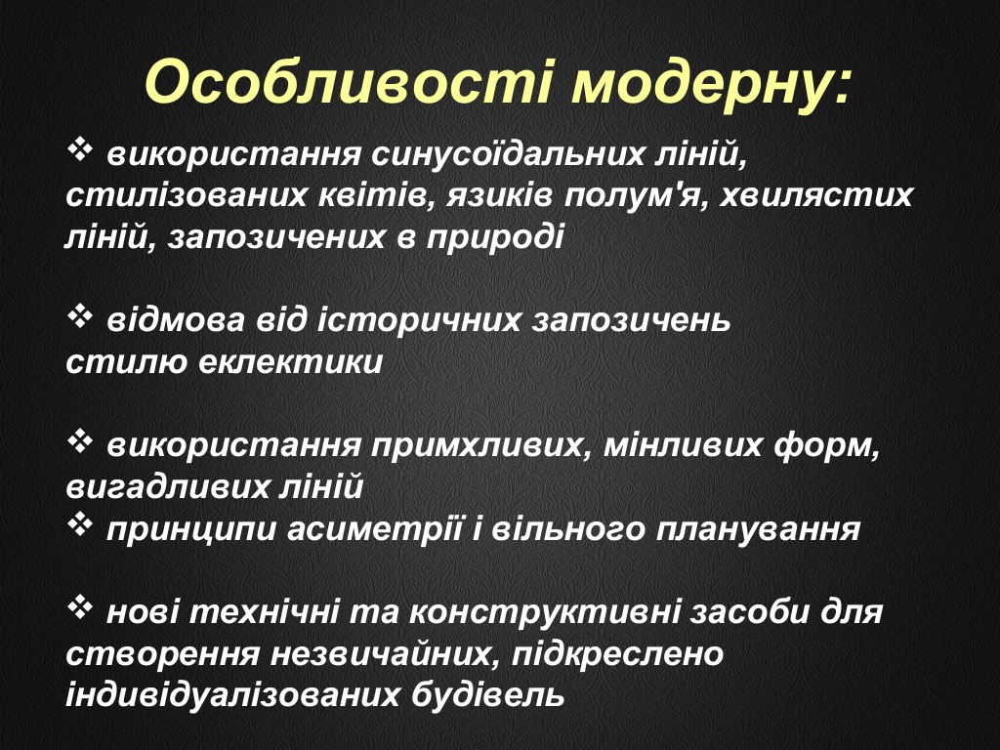 Особливості модерну:
❖ використання синусоїдальних ліній,
стилізованих квітів, язиків полум'я, хвилястих
ліній, запозичених в природі
❖ відмова від історичних запозичень
стилю еклектики
❖ використання примхливих, мінливих форм,
вигадливих ліній
❖ принципи асиметрії і вільного планування
❖ нові технічні та конструктивні засоби для
створення незвичайних, підкреслено
індивідуалізованих будівель